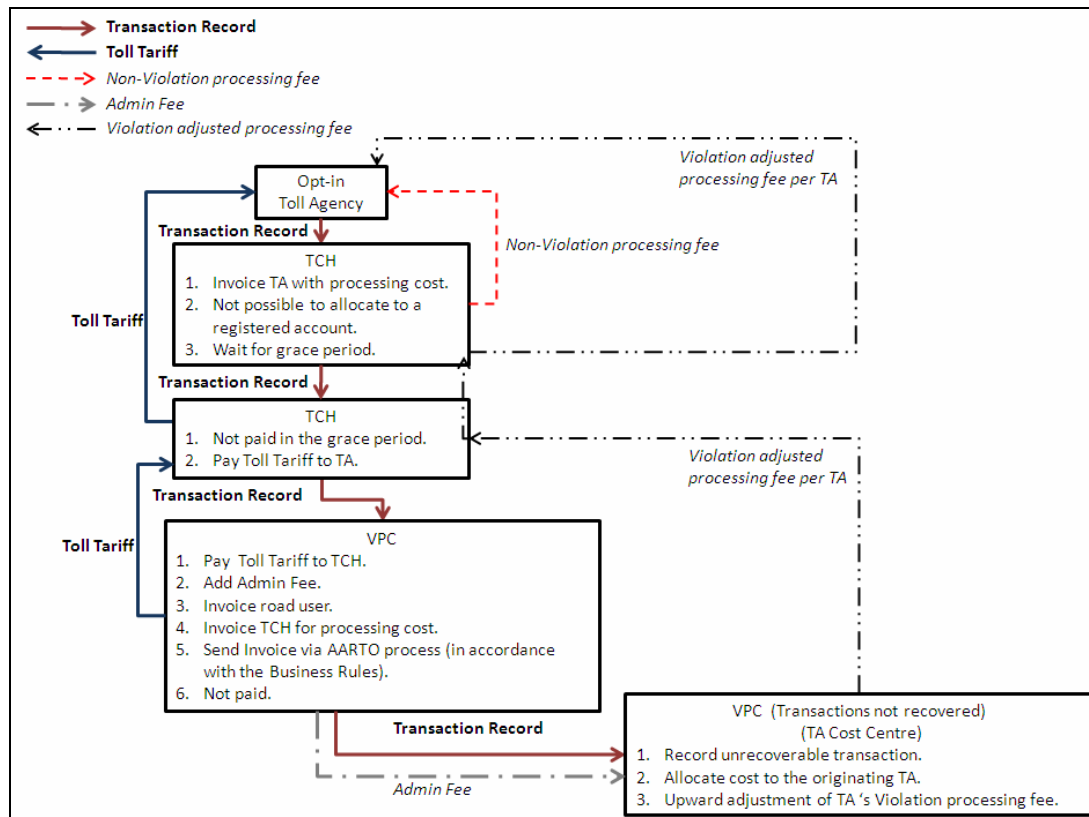 Transaction Record
Toll Tariff
Non-Violation processing fee
Admin Fee
Violation adjusted processing fee
Violation adjusted
processing fee per TA
Opt-in
Toll Agency
Transaction Record
Non-Violation processing fee
TCH
1. Invoice TA with processing cost.
2. Not possible to allocate to a
registered account.
3. Wait for grace period.
Toll Tariff
Transaction Record
TCH
1. Not paid in the grace period.
2. Pay Toll Tariff to TA.
Violation adjusted
processing fee per TA
Transaction Record
Toll Tariff
VPC
1. Pay Toll Tariff to TCH.
2. Add Admin Fee.
3. Invoice road user.
4. Invoice TCH for processing cost.
5. Send Invoice via AARTO process (in accordance
with the Business Rules).
6. Not paid.
Transaction Record
Admin Fee
VPC (Transactions not recovered)
(TA Cost Centre)
1. Record unrecoverable transaction.
2. Allocate cost to the originating TA.
3. Upward adjustment of TA 's Violation processing fee.